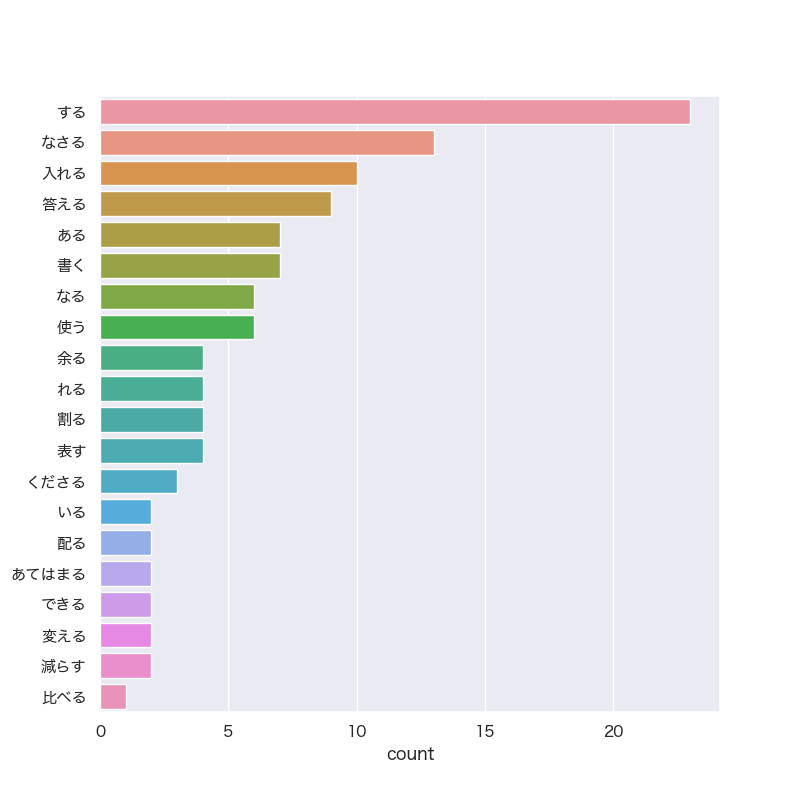 する
なさる
入れる
答える
ある
書く
なる
使う
余る
れる
割る
表す
くださる
いる
配る
あてはまる
できる
変える
減らす
比べる
0 5 10 15 20
count